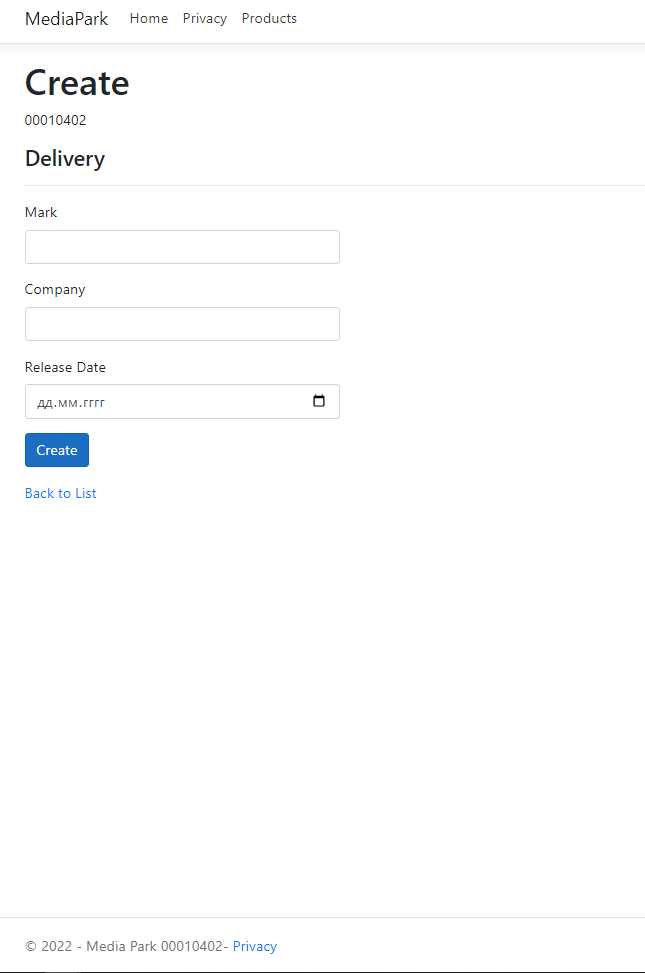 MediaPark Home Privacy Products
Create
00010402
Delivery
Mark
Company
Release Date
дд.мм.гггг
Create
Back to List
© 2022 - Media Park 00010402- Privacy